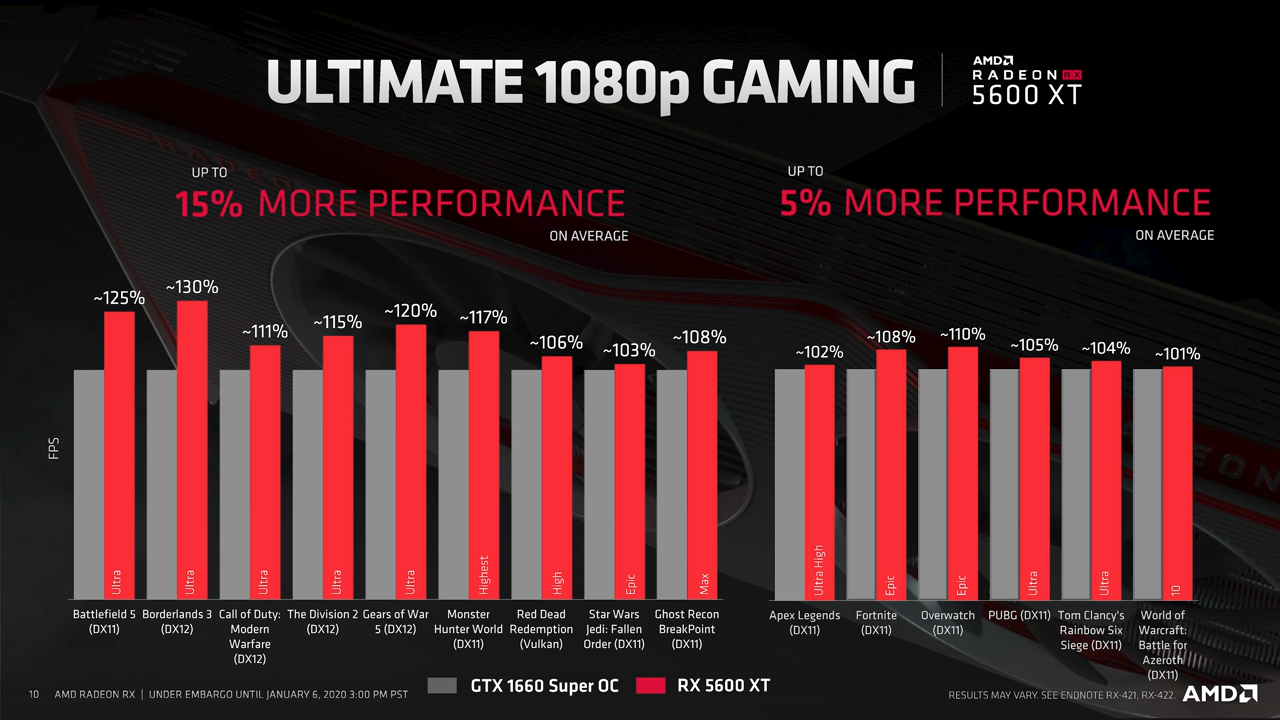 ULTIMATE 1080p GAMING
AMD
RADEON RX
5600 XT
UP TO
15% MORE PERFORMANCE
ON AVERAGE
UP TO
5% MORE PERFORMANCE
ON AVERAGE
FPS
~125%
~130%
~111%
~115%
~120%
~117%
~106%
~103%
~108%
~102%
~108%
~110%
~105%
~104%
~101%
Ultra
Ultra
Ultra
Ultra
Ultra
Highest
High
Epic
Max
Ultra High
Epic
Epic
Ultra
Ultra
10
Battlefield 5
(DX11)
Borderlands 3
(DX12)
Call of Duty:
Modern
Warfare
(DX12)
The Division 2
(DX12)
Gears of War
5 (DX12)
Monster
Hunter World
(DX11)
Red Dead
Redemption
(Vulkan)
Star Wars
Jedi: Fallen
Order (DX11)
Ghost Recon
BreakPoint
(DX11)
Apex Legends
(DX11)
Fortnite
(DX11)
Overwatch
(DX11)
PUBG (DX11)
Tom Clancy's
Rainbow Six
Siege (DX11)
World of
Warcraft:
Battle for
Azeroth
(DX11)
GTX 1660 Super OC
RX 5600 XT
10 AMD RADEON RX | UNDER EMBARGO UNTIL JANUARY 6, 2020 3:00 PM PST
RESULTS MAY VARY. SEE ENDNOTE RX-421, RX-422.
AMD
RADEON
RADEON